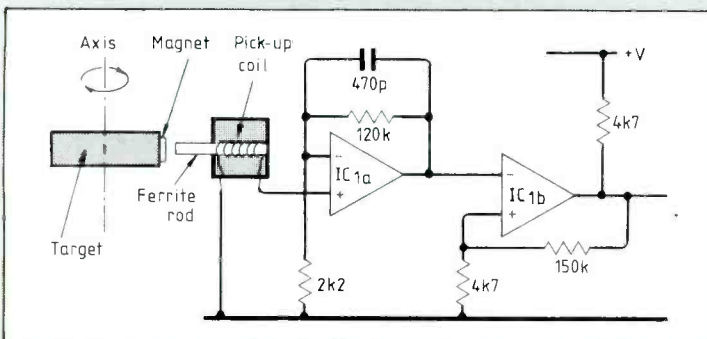 Axis
Magnet
Pick-up
coil
Ferrite
rod
Target
470p
120k
-
+
IC1a
2k2
-
+
IC1b
4k7
150k
4k7
+V